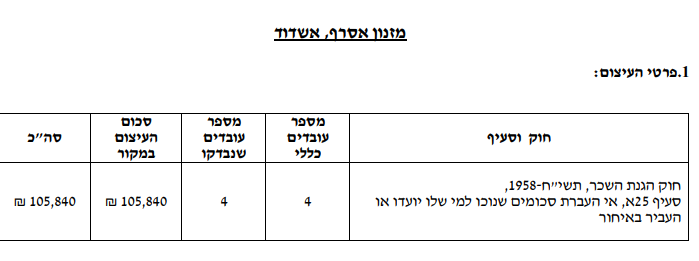 מזנון אסרף, אשדוד
1.פרטי העיצום:
חוק וסעיף
מספר
עובדים
כללי
מספר
עובדים
שנבדקו
סכום
העיצום
במקור
סה״כ
חוק הגנת השכר, תשי״ח-1958,
סעיף 25א, אי העברת סכומים שנוכו למי שלו יועדו או
העביר באיחור
4
4
105,840 ₪
105,840 ₪